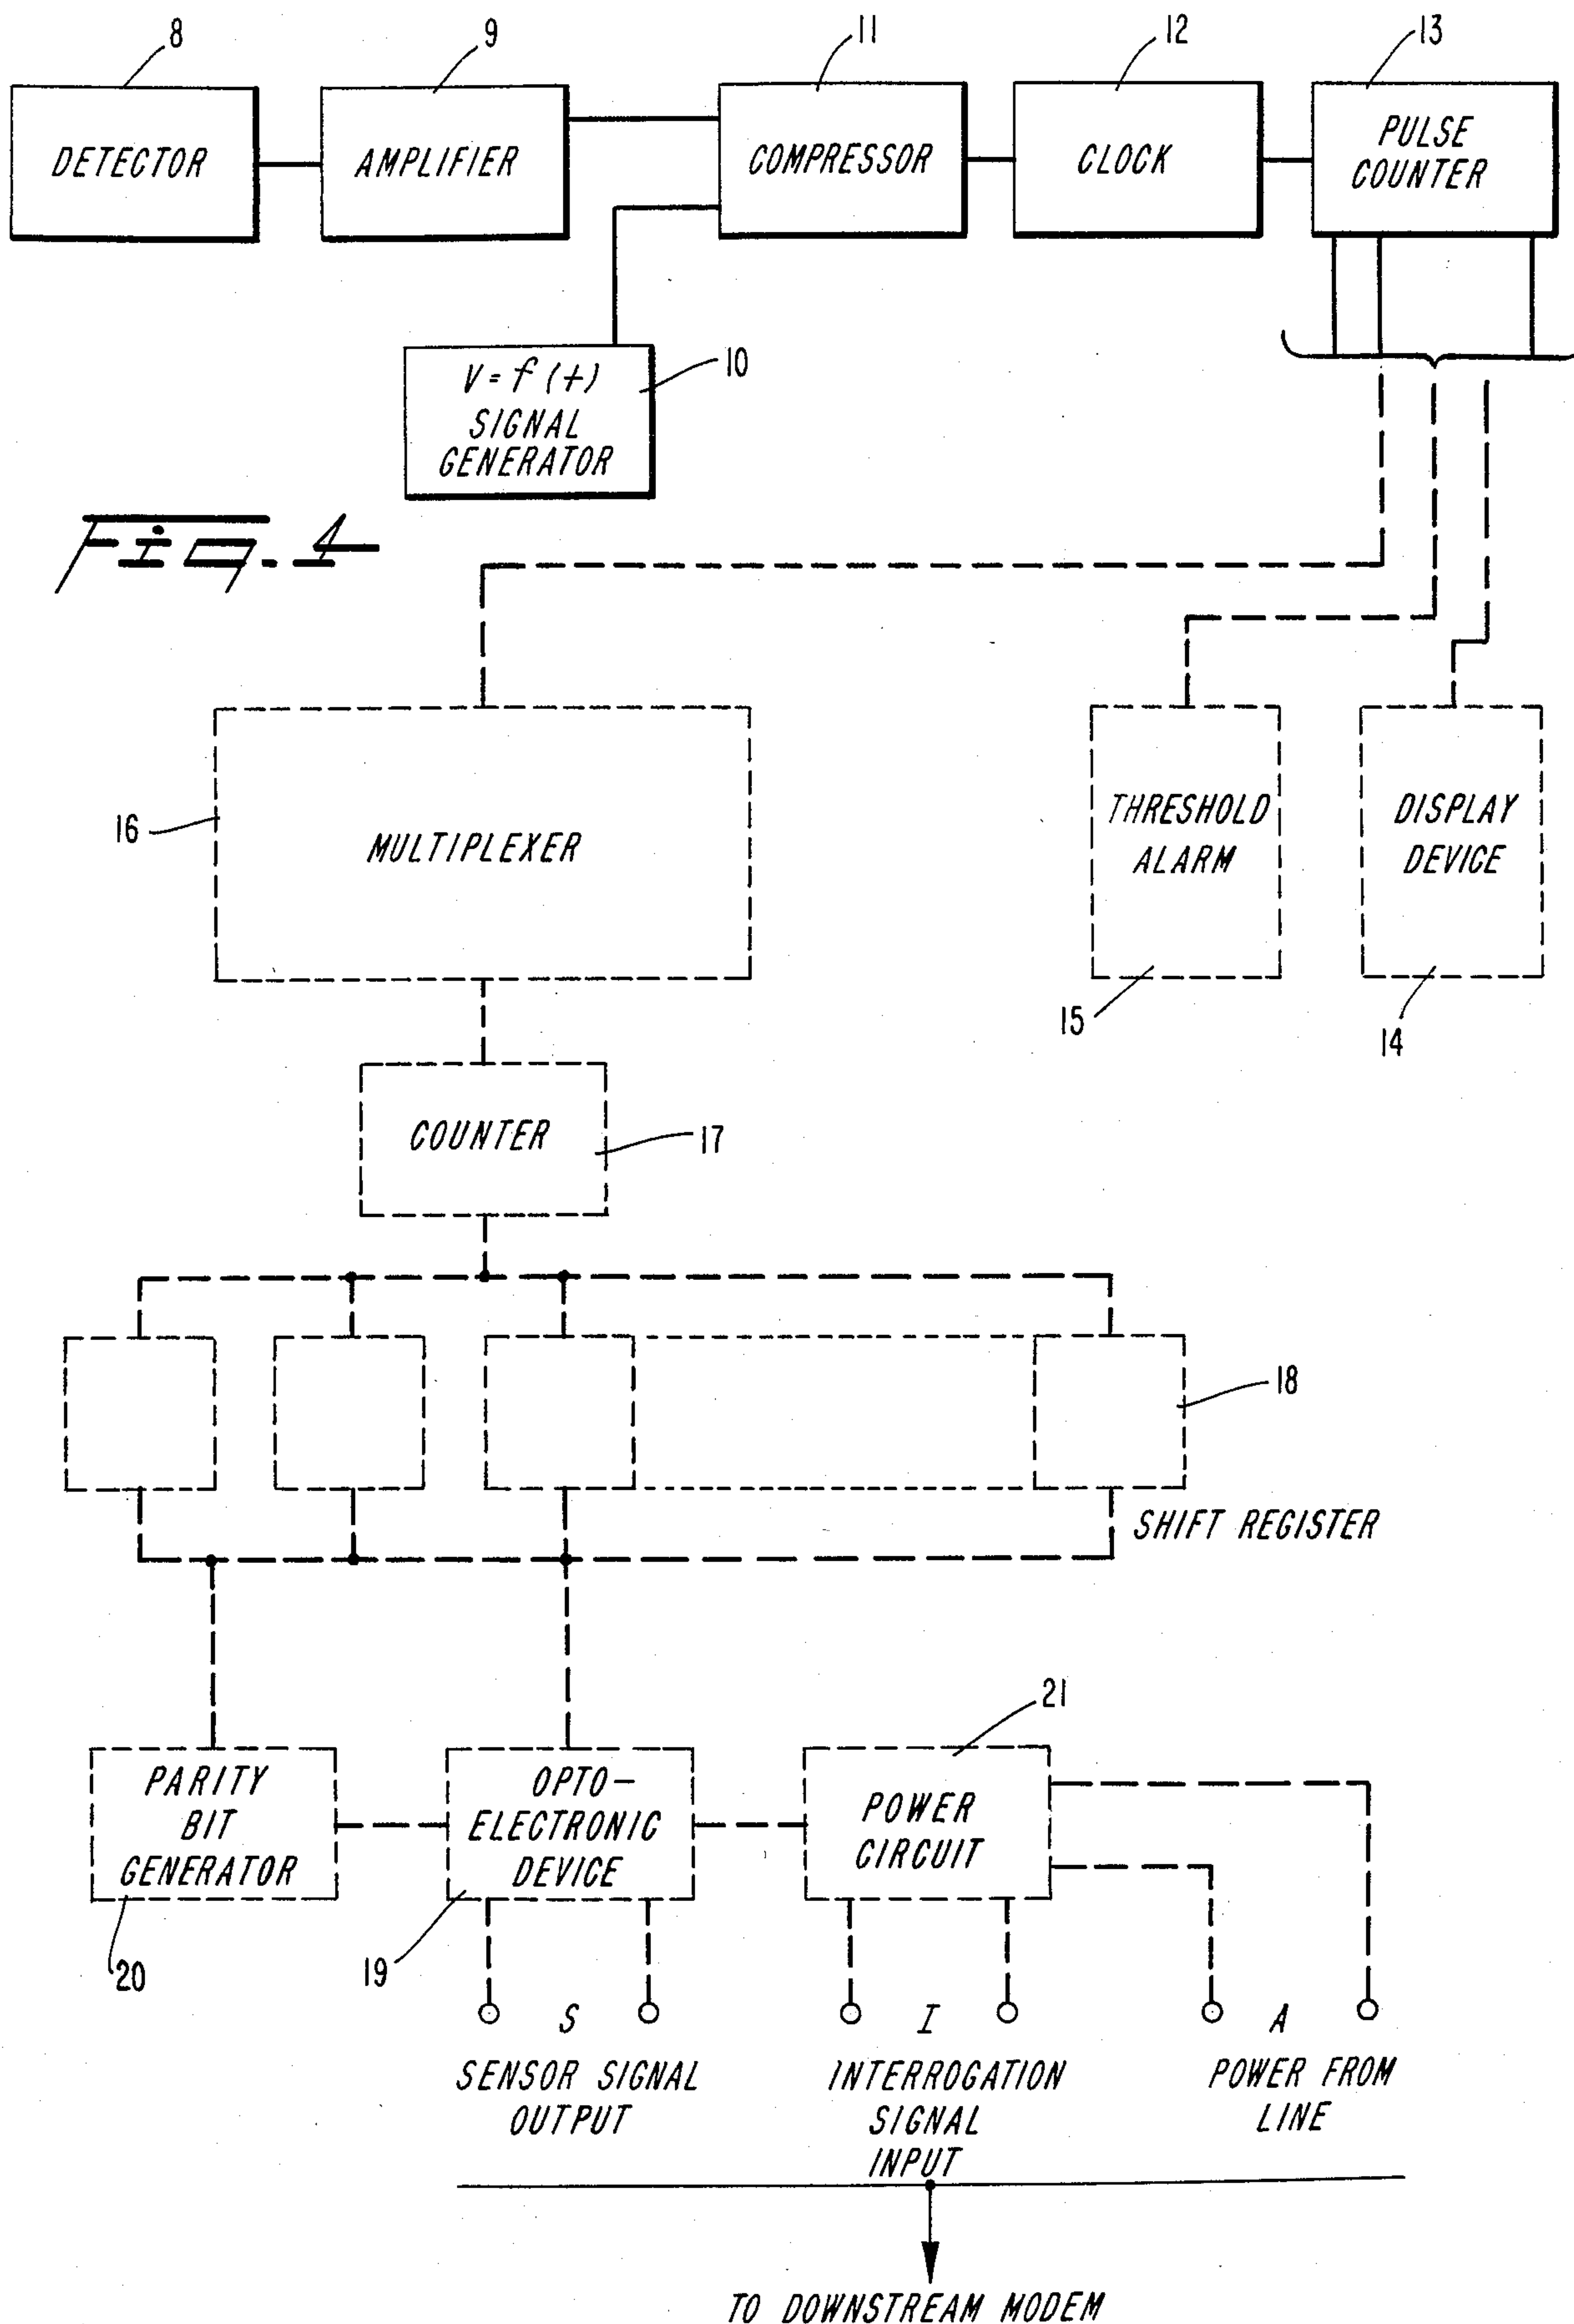 8
9
11
12
13
DETECTOR
AMPLIFIER
COMPRESSOR
CLOCK
PULSE
COUNTER
V = f (t)
SIGNAL
GENERATOR
10
Fig. 1
16
MULTIPLEXER
THRESHOLD
ALARM
DISPLAY
DEVICE
15
14
COUNTER
17
18
SHIFT REGISTER
21
PARITY
BIT
GENERATOR
OPTO-
ELECTRONIC
DEVICE
POWER
CIRCUIT
20
19
S
I
A
SENSOR SIGNAL
OUTPUT
INTERROGATION
SIGNAL
INPUT
POWER FROM
LINE
TO DOWNSTREAM MODEM